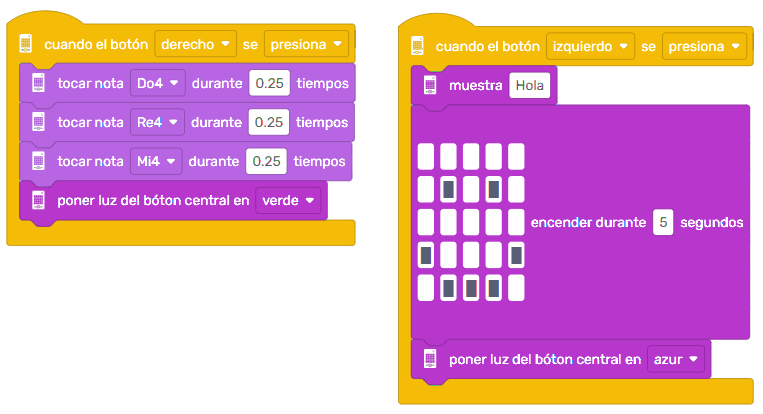 cuando el botón derecho se presiona
tocar nota Do4 durante 0.25 tiempos
tocar nota Re4 durante 0.25 tiempos
tocar nota Mi4 durante 0.25 tiempos
poner luz del bóton central en verde
cuando el botón izquierdo se presiona
muestra Hola
encender durante 5 segundos
poner luz del bóton central en azur